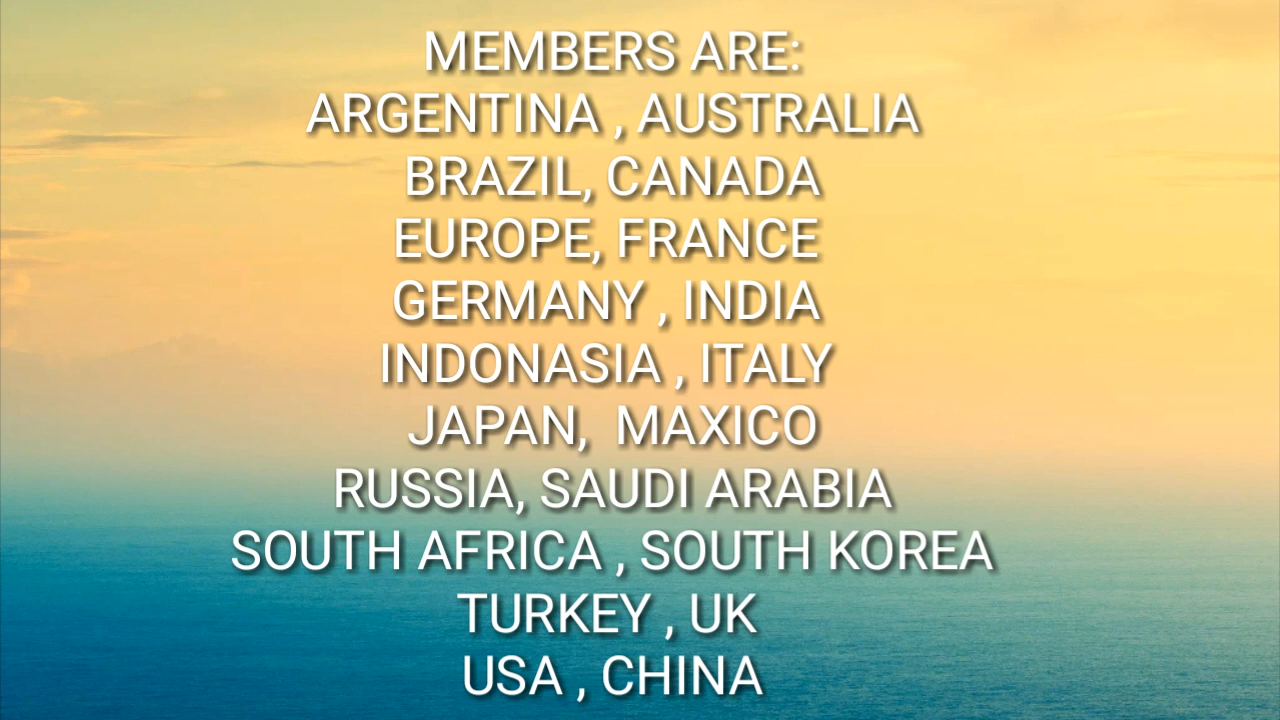 MEMBERS ARE:
ARGENTINA , AUSTRALIA
BRAZIL, CANADA
EUROPE, FRANCE
GERMANY , INDIA
INDONASIA , ITALY
JAPAN,  MAXICO
RUSSIA, SAUDI ARABIA
SOUTH AFRICA , SOUTH KOREA
TURKEY , UK
USA , CHINA